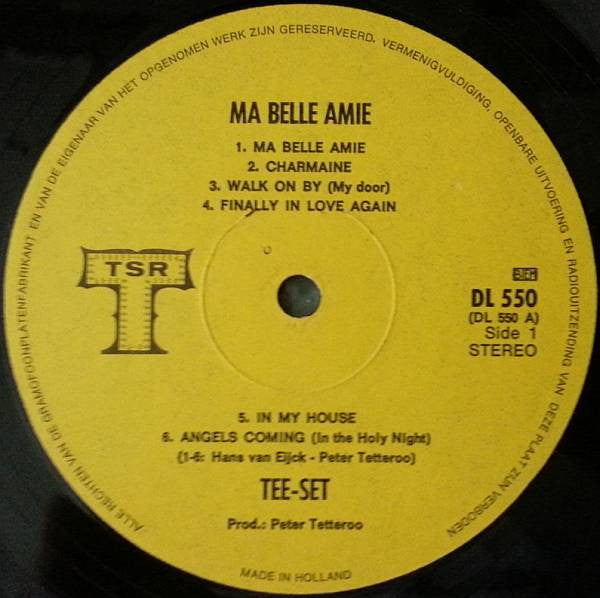 ALLE RECHTEN VAN DE GRAMOFOONPLATENFABRIKANT EN VAN DE EIGENAAR VAN HET OPGENOMEN WERK ZIJN GERESERVEERD. VERMENIGVULDIGING, OPENBARE UITVOERING EN RADIOUITZENDING VAN DEZE PLAAT ZIJN VERBODEN
MA BELLE AMIE
1. MA BELLE AMIE
2. CHARMAINE
3. WALK ON BY (My door)
4. FINALLY IN LOVE AGAIN
TSR
DL 550
(DL 550 A)
Side 1
STEREO
5. IN MY HOUSE
6. ANGELS COMING (In the Holy Night)
(1-6: Hans van Eijck - Peter Tetteroo)
TEE-SET
Prod.: Peter Tetteroo
MADE IN HOLLAND